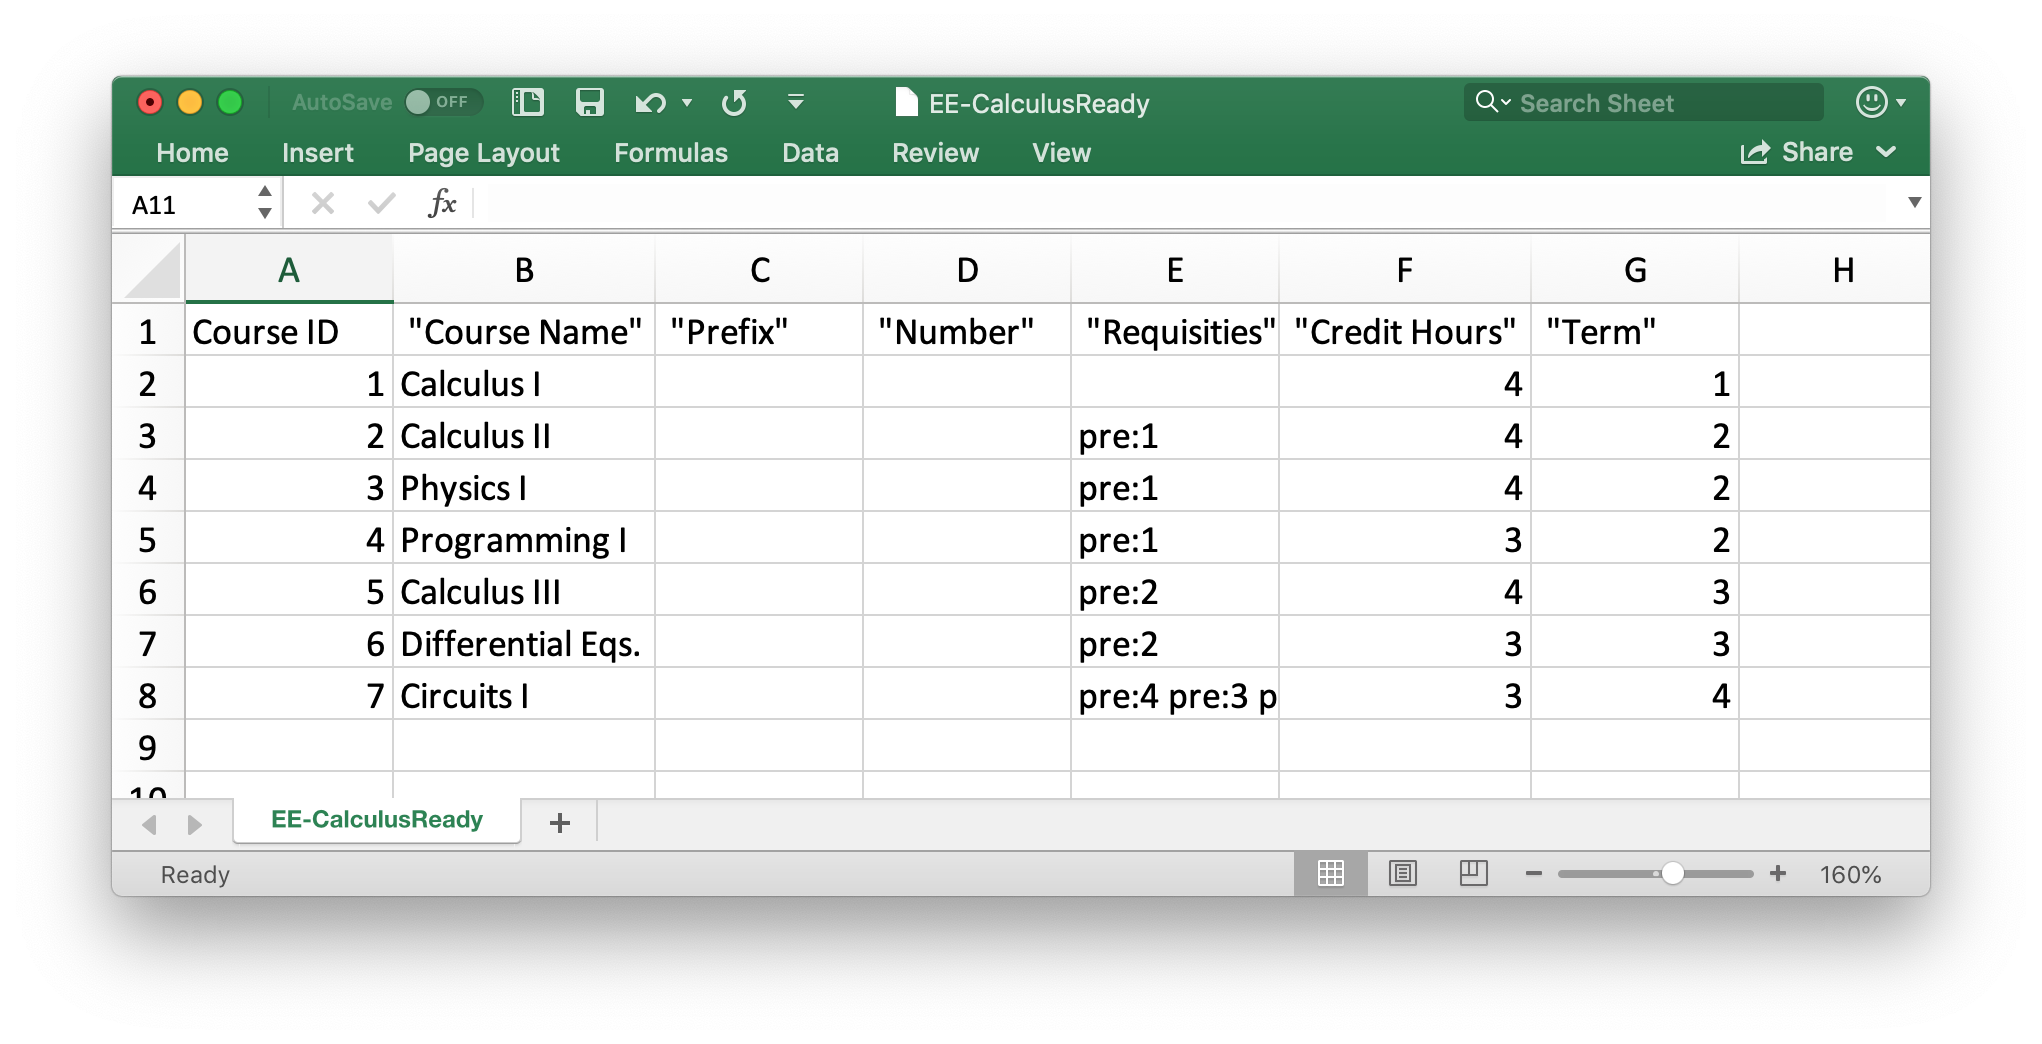 AutoSave OFF EE-CalculusReady Search Sheet
Home Insert Page Layout Formulas Data Review View Share
A11 fx
A B C D E F G H
1 Course ID "Course Name" "Prefix" "Number" "Requisities" "Credit Hours" "Term"
2 1 Calculus I 4 1
3 2 Calculus II pre:1 4 2
4 3 Physics I pre:1 4 2
5 4 Programming I pre:1 3 2
6 5 Calculus III pre:2 4 3
7 6 Differential Eqs. pre:2 3 3
8 7 Circuits I pre:4 pre:3 p 3 4
9
10
EE-CalculusReady +
Ready 160%